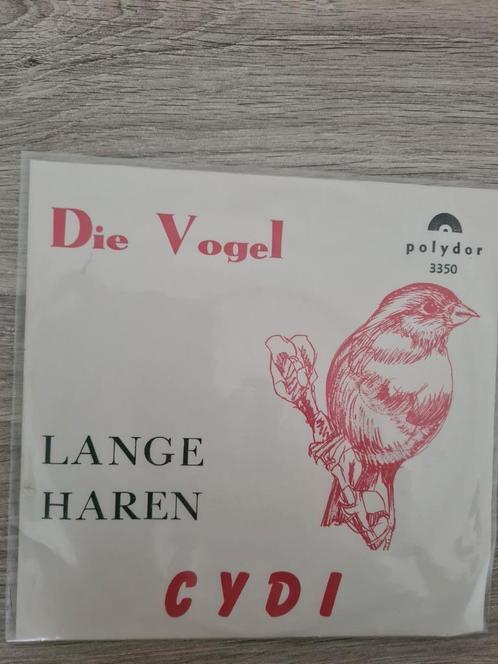 Die Vogel
polydor
3350
LANGE
HAREN
CYDI